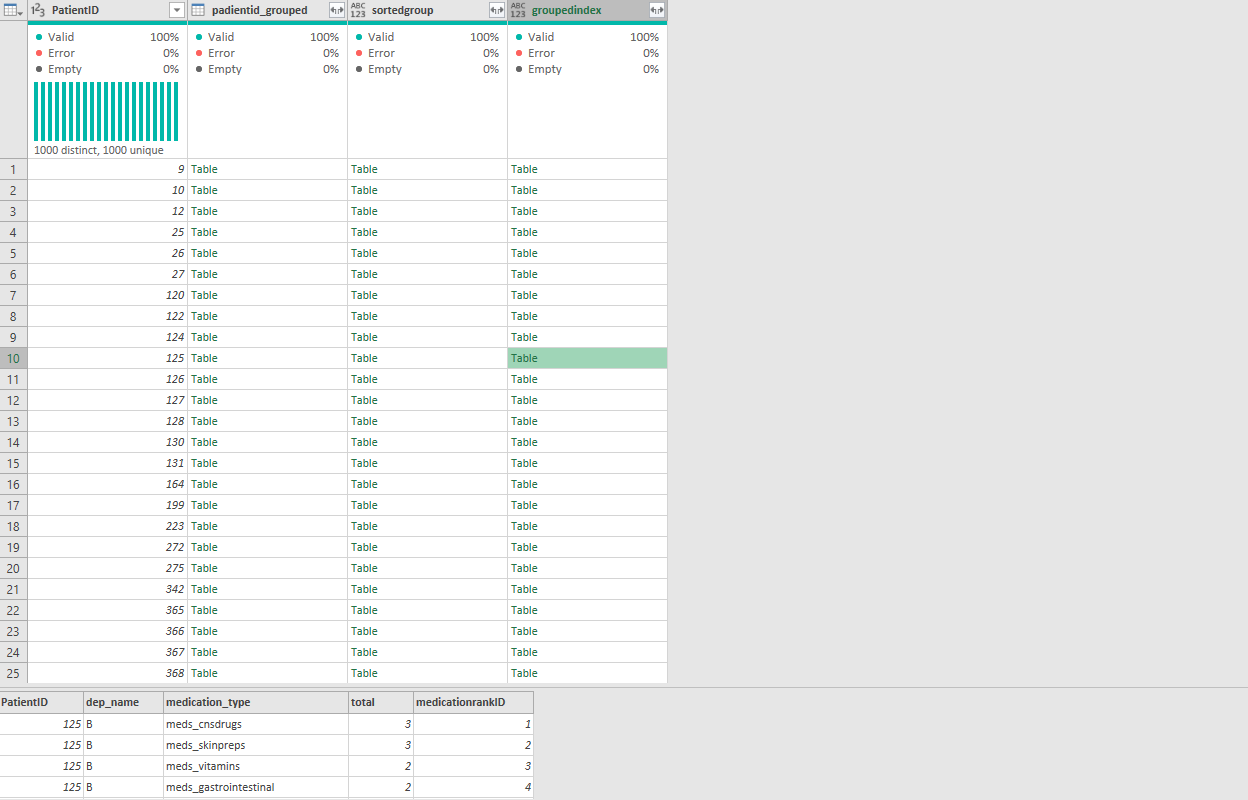 1 2 3 PatientID padientid_grouped ABC 123 sortedgroup ABC 123 groupedindex
Valid 100% Valid 100% Valid 100% Valid 100%
Error 0% Error 0% Error 0% Error 0%
Empty 0% Empty 0% Empty 0% Empty 0%
1000 distinct, 1000 unique
1 9 Table Table Table
2 10 Table Table Table
3 12 Table Table Table
4 25 Table Table Table
5 26 Table Table Table
6 27 Table Table Table
7 120 Table Table Table
8 122 Table Table Table
9 124 Table Table Table
10 125 Table Table Table
11 126 Table Table Table
12 127 Table Table Table
13 128 Table Table Table
14 130 Table Table Table
15 131 Table Table Table
16 164 Table Table Table
17 199 Table Table Table
18 223 Table Table Table
19 272 Table Table Table
20 275 Table Table Table
21 342 Table Table Table
22 365 Table Table Table
23 366 Table Table Table
24 367 Table Table Table
25 368 Table Table Table
PatientID dep_name medication_type total medicationrankID
125 B meds_cnsdrugs 3 1
125 B meds_skinpreps 3 2
125 B meds_vitamins 2 3
125 B meds_gastrointestinal 2 4